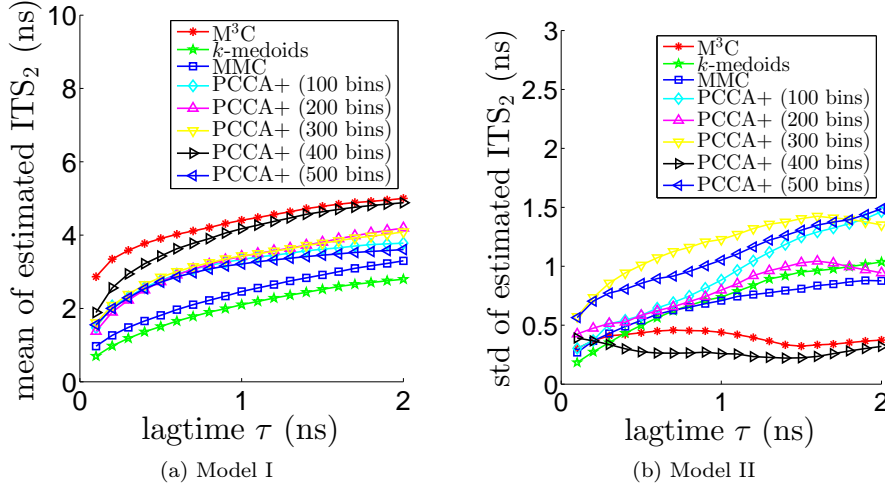 mean of estimated ITS₂ (ns)
10
8
6
4
2
0
0
1
2
lagtime τ (ns)
M³C
k-medoids
MMC
PCCA+ (100 bins)
PCCA+ (200 bins)
PCCA+ (300 bins)
PCCA+ (400 bins)
PCCA+ (500 bins)
(a) Model I
std of estimated ITS₂ (ns)
3
2.5
2
1.5
1
0.5
0
0
1
2
lagtime τ (ns)
M³C
k-medoids
MMC
PCCA+ (100 bins)
PCCA+ (200 bins)
PCCA+ (300 bins)
PCCA+ (400 bins)
PCCA+ (500 bins)
(b) Model II